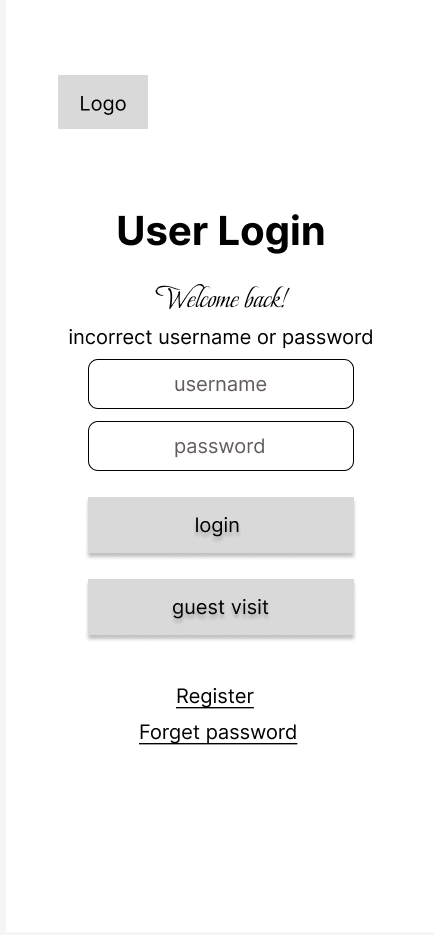 Logo
User Login
Welcome back!
incorrect username or password
username
password
login
guest visit
Register
Forget password